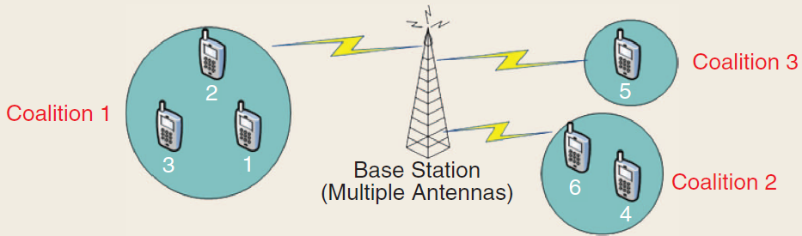 Coalition 1
2
3
1
Base Station
(Multiple Antennas)
5
Coalition 3
6
4
Coalition 2